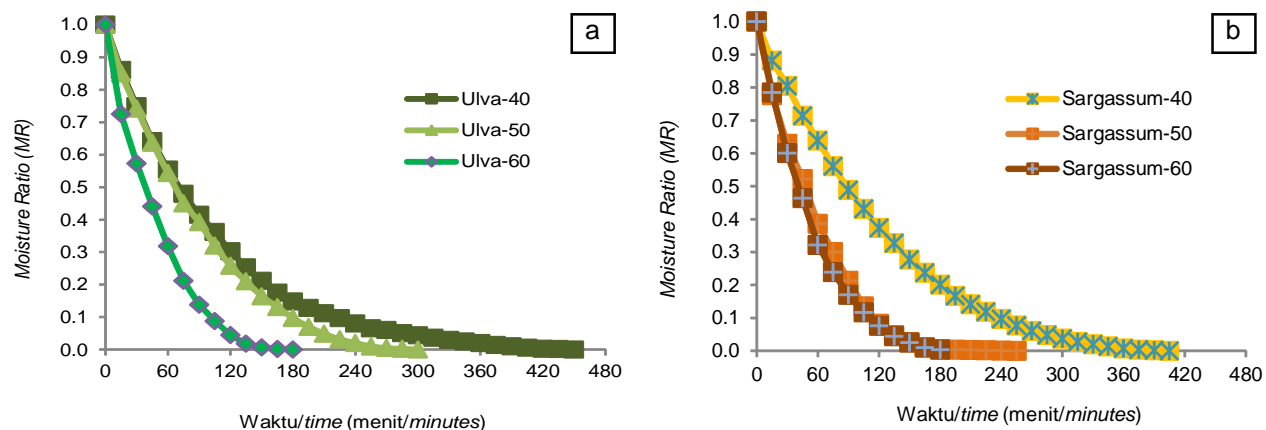 a
Moisture Ratio (MR)
1.0
0.9
0.8
0.7
0.6
0.5
0.4
0.3
0.2
0.1
0.0
Ulva-40
Ulva-50
Ulva-60
0 60 120 180 240 300 360 420 480
Waktu/time (menit/minutes)
b
Moisture Ratio (MR)
1.0
0.9
0.8
0.7
0.6
0.5
0.4
0.3
0.2
0.1
0.0
Sargassum-40
Sargassum-50
Sargassum-60
0 60 120 180 240 300 360 420 480
Waktu/time (menit/minutes)